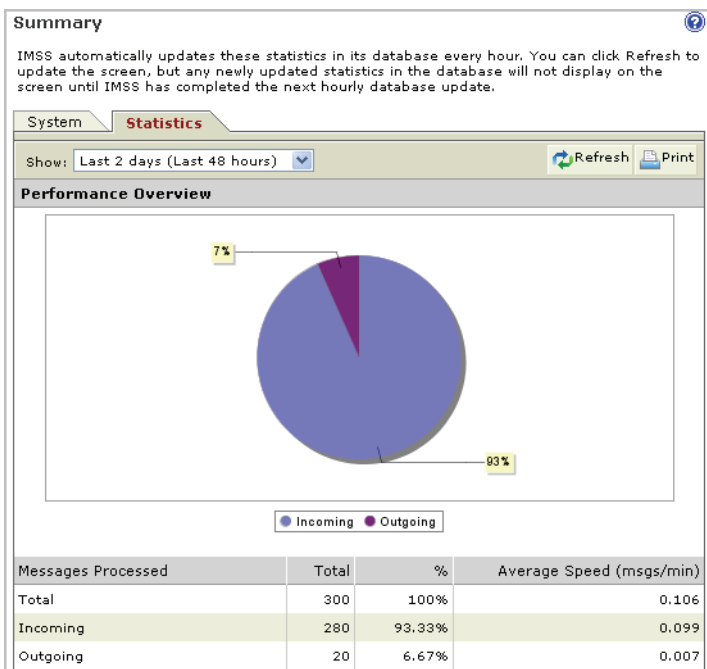 Summary
IMSS automatically updates these statistics in its database every hour. You can click Refresh to
update the screen, but any newly updated statistics in the database will not display on the
screen until IMSS has completed the next hourly database update.
System Statistics
Show: Last 2 days (Last 48 hours) Refresh Print
Performance Overview
7%
93%
Incoming Outgoing
Messages Processed Total % Average Speed (msgs/min)
Total 300 100% 0.106
Incoming 280 93.33% 0.099
Outgoing 20 6.67% 0.007